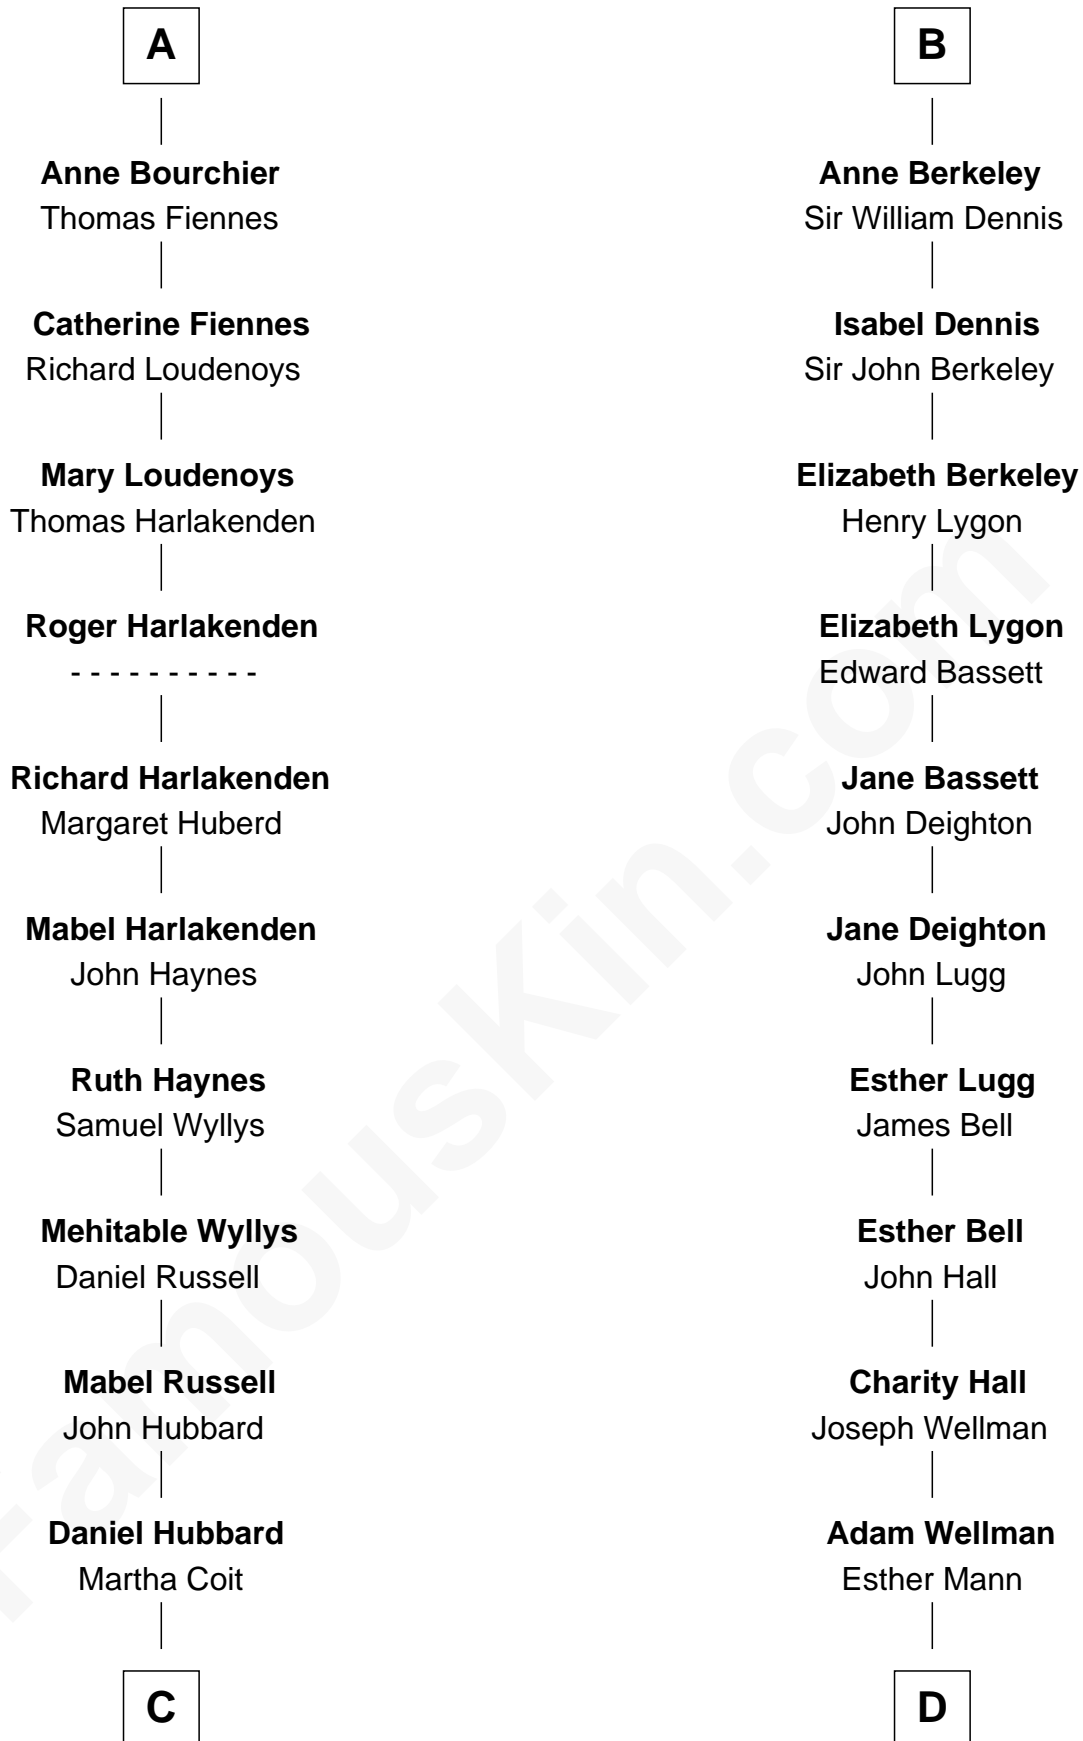 A
Anne Bourchier
Thomas Fiennes
Catherine Fiennes
Richard Loudenoys
Mary Loudenoys
Thomas Harlakenden
Roger Harlakenden
- - - - - - - - - -
Richard Harlakenden
Margaret Huberd
Mabel Harlakenden
John Haynes
Ruth Haynes
Samuel Wyllys
Mehitable Wyllys
Daniel Russell
Mabel Russell
John Hubbard
Daniel Hubbard
Martha Coit
C
B
Anne Berkeley
Sir William Dennis
Isabel Dennis
Sir John Berkeley
Elizabeth Berkeley
Henry Lygon
Elizabeth Lygon
Edward Bassett
Jane Bassett
John Deighton
Jane Deighton
John Lugg
Esther Lugg
James Bell
Esther Bell
John Hall
Charity Hall
Joseph Wellman
Adam Wellman
Esther Mann
D
FamousKin.com